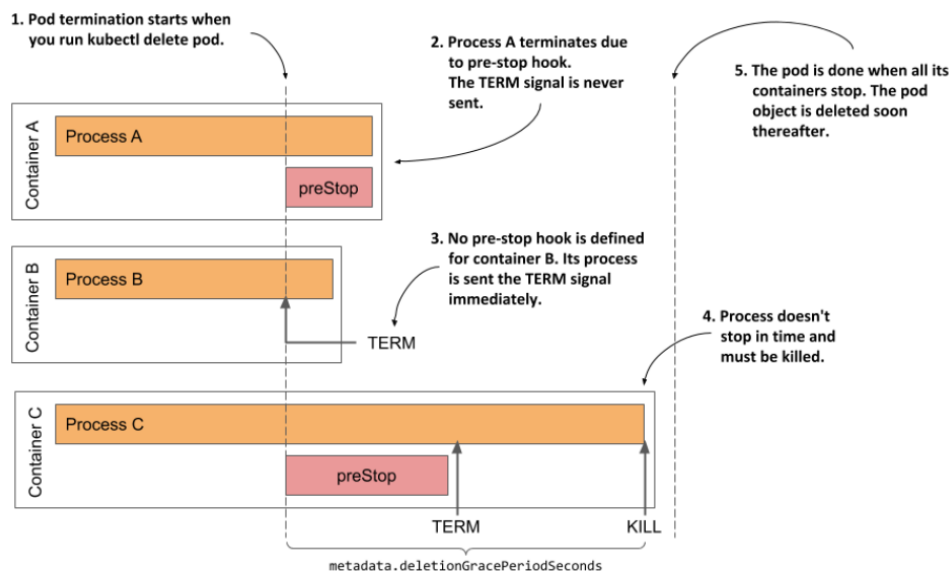 1. Pod termination starts when
you run kubectl delete pod.
2. Process A terminates due
to pre-stop hook.
The TERM signal is never
sent.
5. The pod is done when all its
containers stop. The pod
object is deleted soon
thereafter.
Container A
Process A
preStop
3. No pre-stop hook is defined
for container B. Its process
is sent the TERM signal
immediately.
Container B
Process B
TERM
4. Process doesn't
stop in time and
must be killed.
Container C
Process C
preStop
TERM
KILL
metadata.deletionGracePeriodSeconds